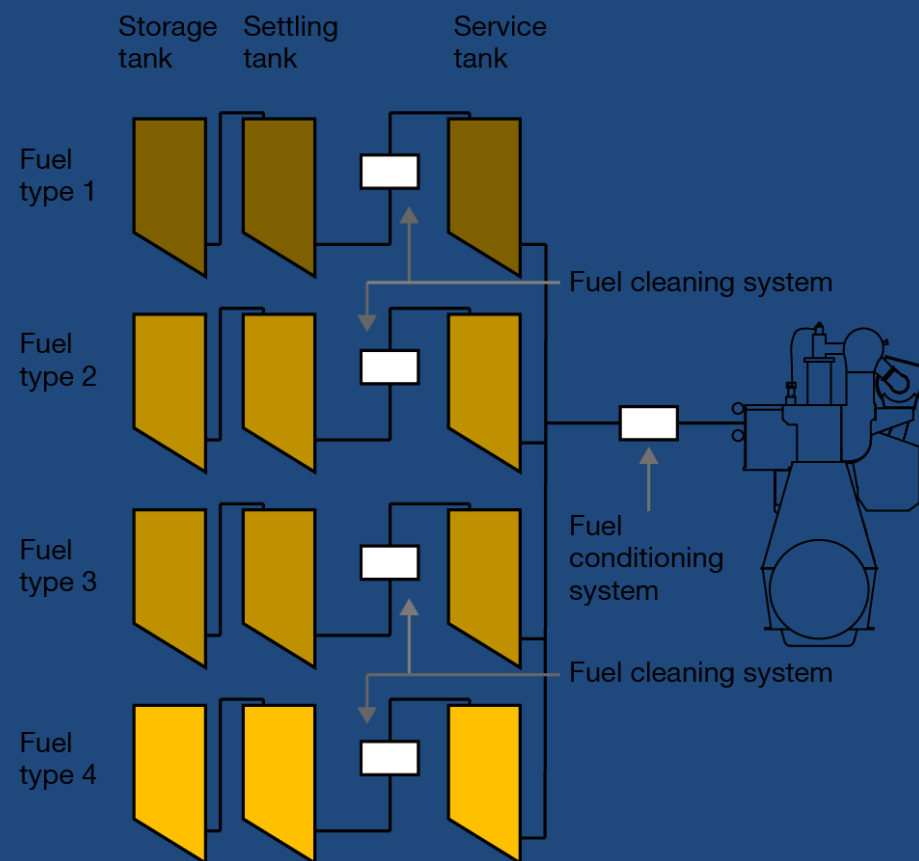 Storage
tank
Settling
tank
Service
tank
Fuel
type 1
Fuel cleaning system
Fuel
type 2
Fuel
conditioning
system
Fuel
type 3
Fuel cleaning system
Fuel
type 4